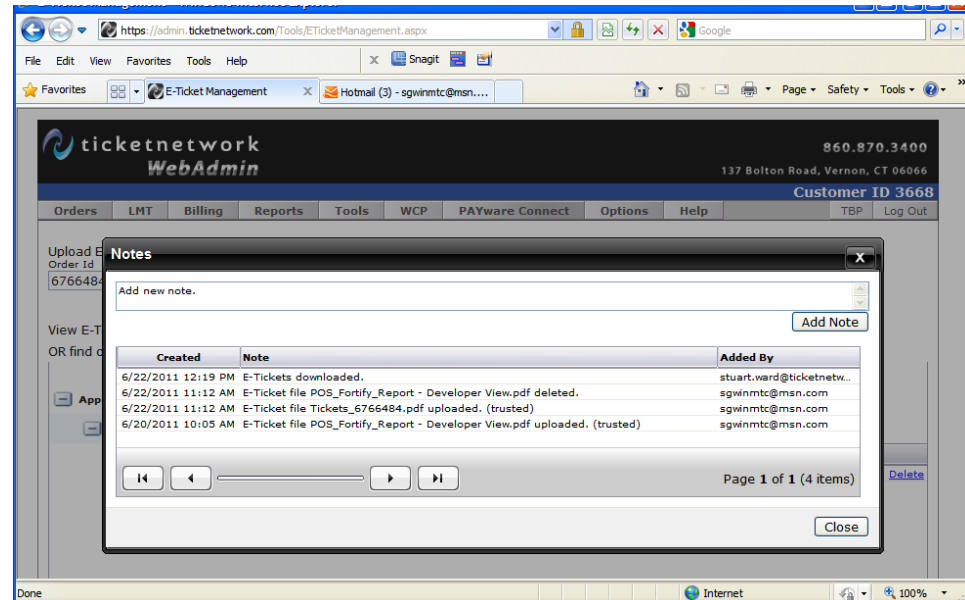 https://admin.ticketnetwork.com/Tools/ETicketManagement.aspx
Google
File Edit View Favorites Tools Help
x Snagit
Favorites
E-Ticket Management X
Hotmail (3) - sgwinmtc@msn....
Page Safety Tools
ticketnetwork
WebAdmin
860.870.3400
137 Bolton Road, Vernon, CT 06066
Customer ID 3668
Orders LMT Billing Reports Tools WCP PAYware Connect Options Help TBP Log Out
Upload E
Order Id
6766484
View E-T
OR find o
App
Delete
Notes
X
Add new note.
Add Note
Created Note Added By
6/22/2011 12:19 PM E-Tickets downloaded. stuart.ward@ticketnetw...
6/22/2011 11:12 AM E-Ticket file POS_Fortify_Report - Developer View.pdf deleted. sgwinmtc@msn.com
6/22/2011 11:12 AM E-Ticket file Tickets_6766484.pdf uploaded. (trusted) sgwinmtc@msn.com
6/20/2011 10:05 AM E-Ticket file POS_Fortify_Report - Developer View.pdf uploaded. (trusted) sgwinmtc@msn.com
Page 1 of 1 (4 items)
Close
Done
Internet
100%